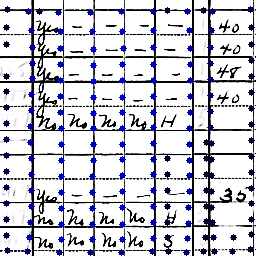 Yes — — — — 40
Yes — — — — 40
Yes — — — — 48
Yes — — — — 40
No No No No H
Yes — — — — 35
No No No No H
No No No No S